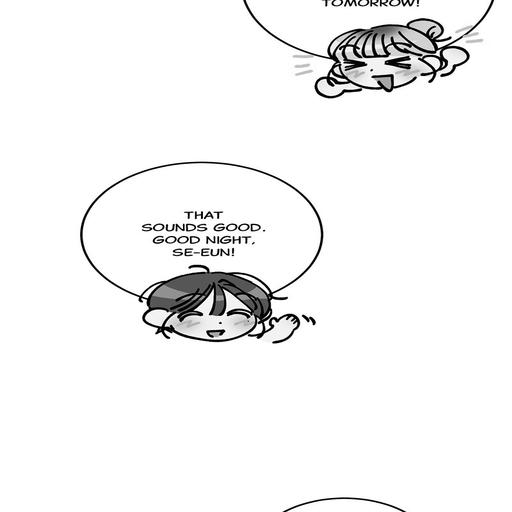 TOMORROW!
THAT
SOUNDS GOOD.
GOOD NIGHT,
SE-EUN!